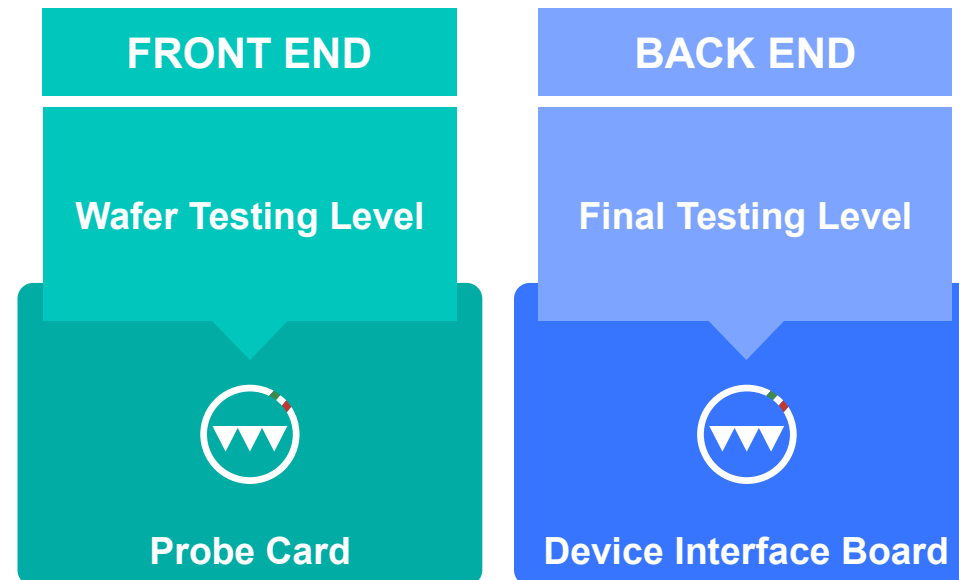 FRONT END
Wafer Testing Level
Probe Card
BACK END
Final Testing Level
Device Interface Board